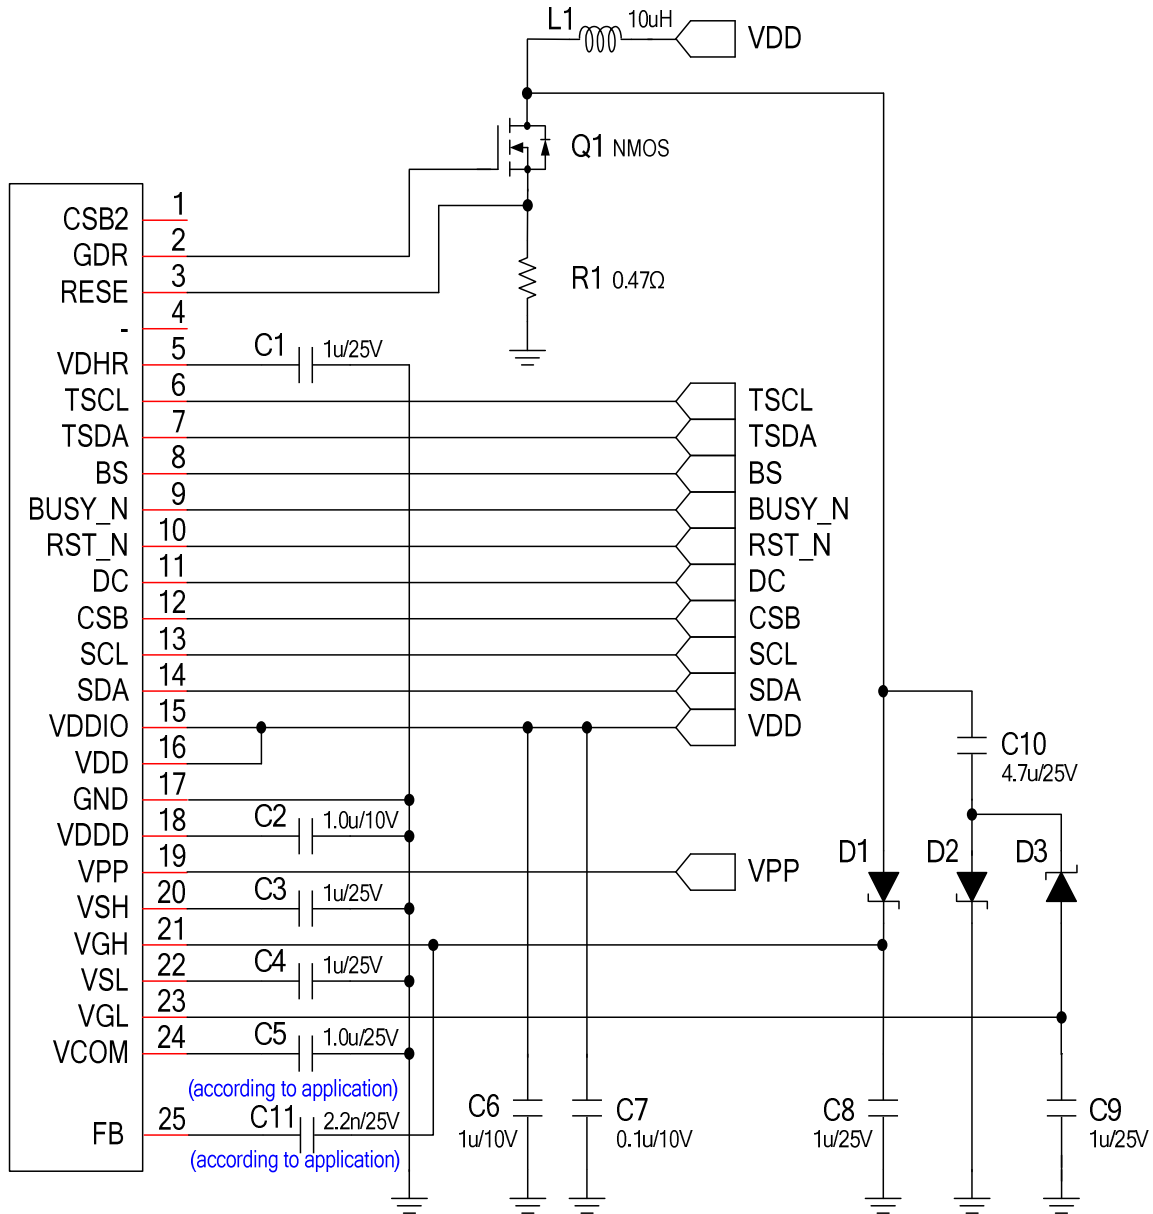 L1 10uH VDD
Q1 NMOS
CSB2 1
GDR 2
RESE 3
R1 0.47Ω
- 4
VDHR 5 C1 1u/25V
TSCL 6 TSCL
TSDA 7 TSDA
BS 8 BS
BUSY_N 9 BUSY_N
RST_N 10 RST_N
DC 11 DC
CSB 12 CSB
SCL 13 SCL
SDA 14 SDA
VDDIO 15 VDD
VDD 16
C10
4.7u/25V
GND 17
VDDD 18 C2 1.0u/10V
D1 D2 D3
VPP 19 VPP
VSH 20 C3 1u/25V
VGH 21
VSL 22 C4 1u/25V
VGL 23
VCOM 24 C5 1.0u/25V
(according to application)
FB 25 C11 2.2n/25V
(according to application)
C6
1u/10V
C7
0.1u/10V
C8
1u/25V
C9
1u/25V